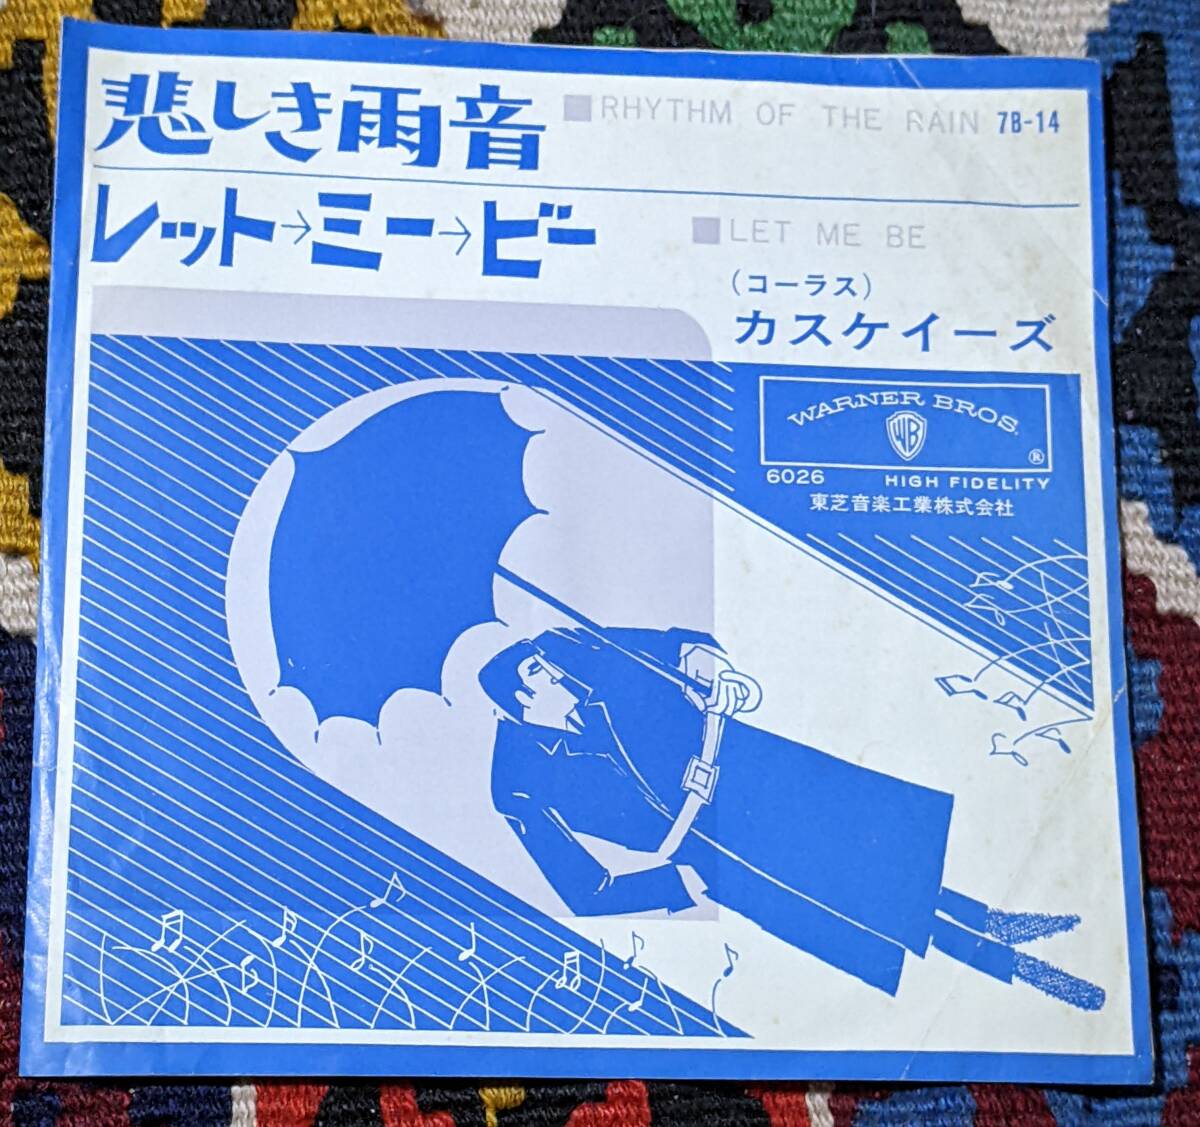 悲しき雨音 ■RHYTHM OF THE RAIN 7B-14
レット→ミー→ビー ■LET ME BE
(コーラス)
カスケイーズ
WARNER BROS.
WB
®
6026 HIGH FIDELITY
東芝音楽工業株式会社